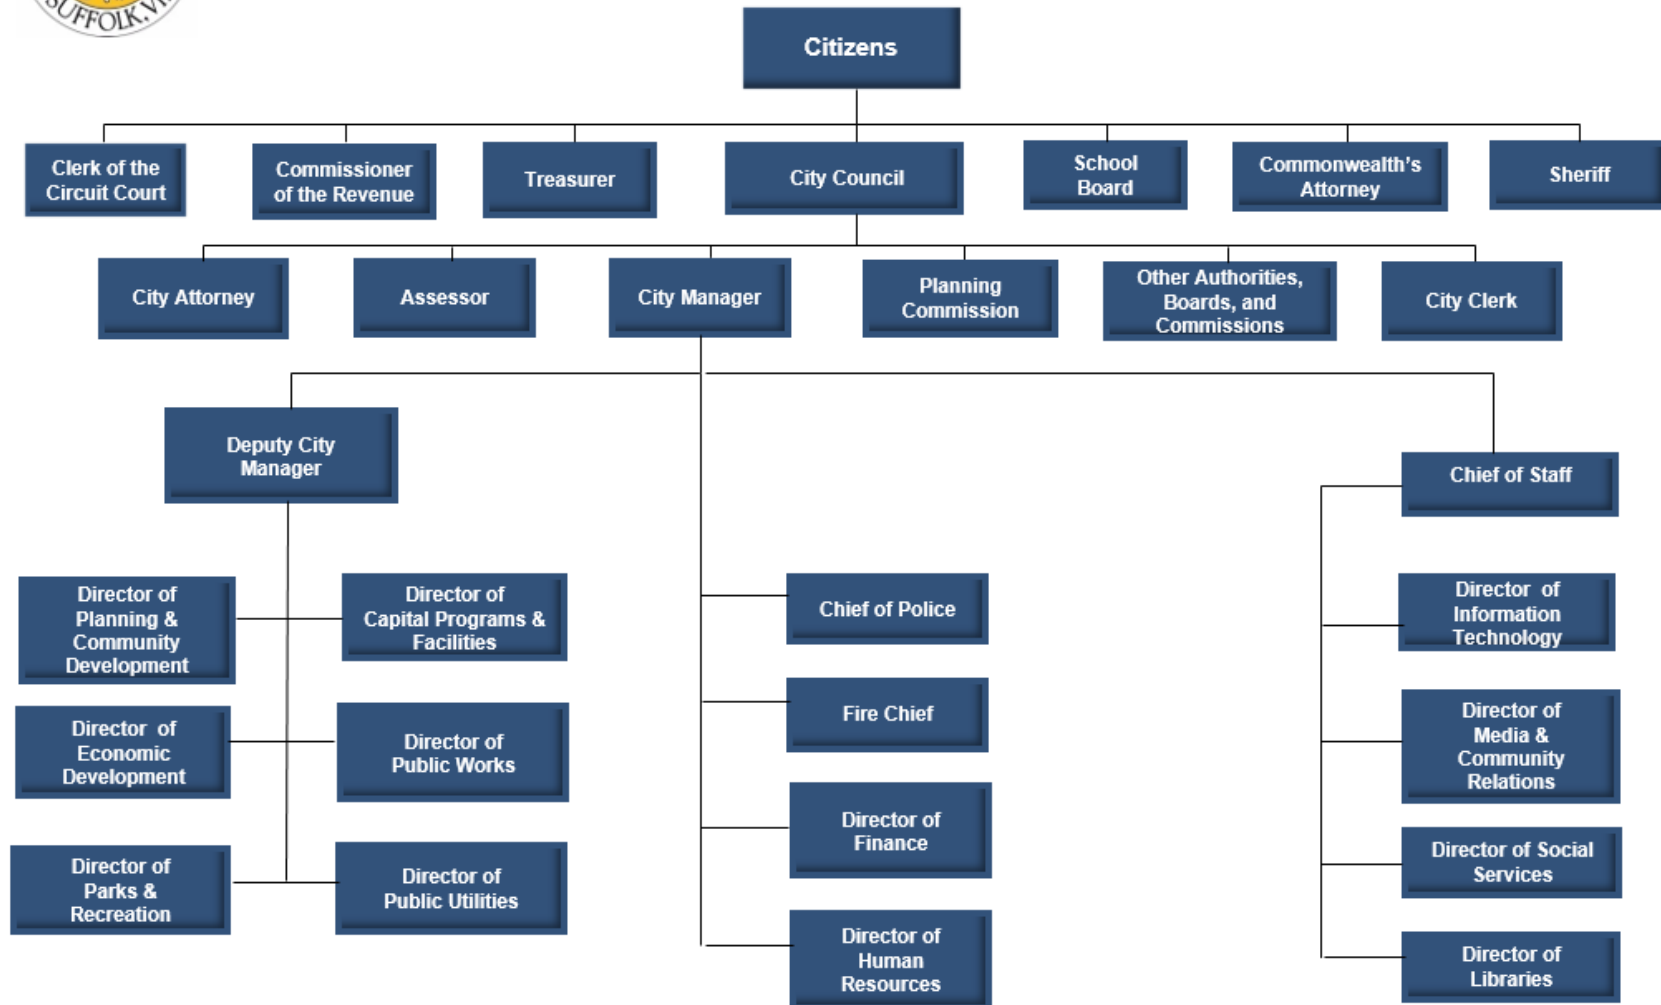 SUFFOLK, V
Citizens
Clerk of the
Circuit Court
Commissioner
of the Revenue
Treasurer
City Council
School
Board
Commonwealth's
Attorney
Sheriff
City Attorney
Assessor
City Manager
Planning
Commission
Other Authorities,
Boards, and
Commissions
City Clerk
Deputy City
Manager
Chief of Staff
Director of
Planning &
Community
Development
Director of
Capital Programs &
Facilities
Director of
Economic
Development
Director of
Public Works
Director of
Parks &
Recreation
Director of
Public Utilities
Chief of Police
Fire Chief
Director of
Finance
Director of
Human
Resources
Director of
Information
Technology
Director of
Media &
Community
Relations
Director of Social
Services
Director of
Libraries